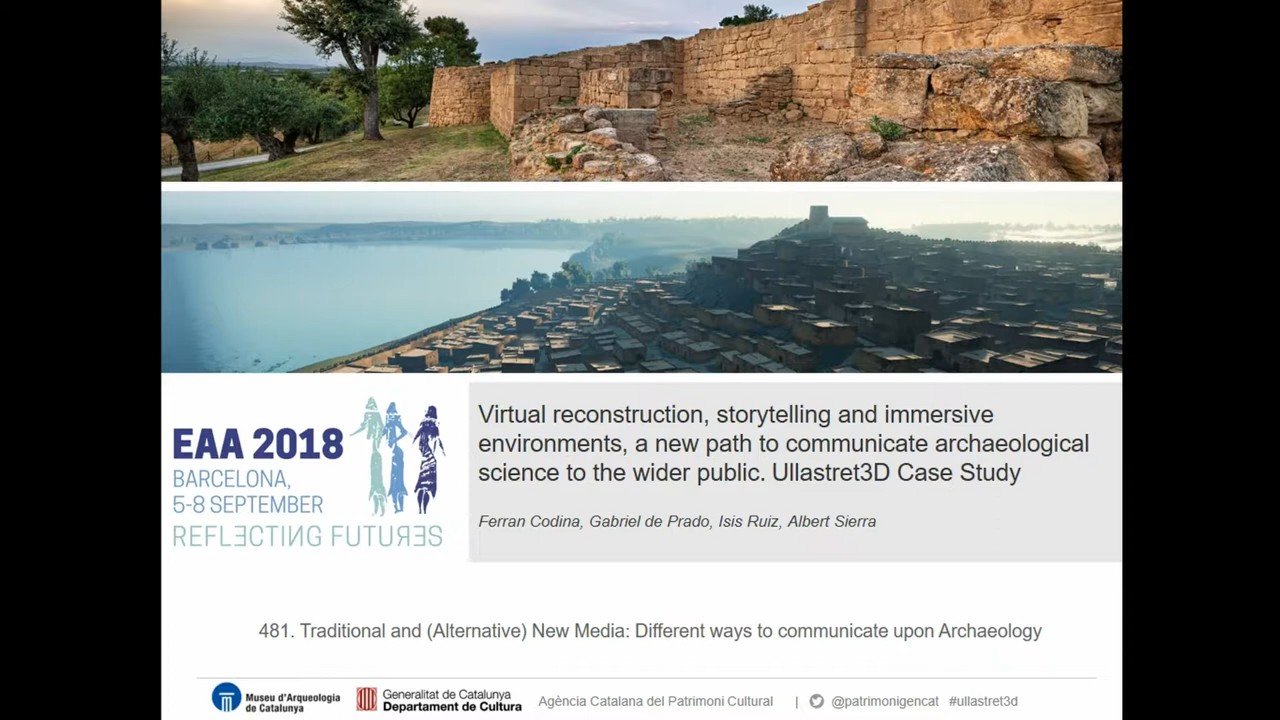 EAA 2018
BARCELONA,
5-8 SEPTEMBER
REFLECTING FUTURES
Virtual reconstruction, storytelling and immersive
environments, a new path to communicate archaeological
science to the wider public. Ullastret3D Case Study
Ferran Codina, Gabriel de Prado, Isis Ruiz, Albert Sierra
481. Traditional and (Alternative) New Media: Different ways to communicate upon Archaeology
Museu d'Arqueologia
de Catalunya
Generalitat de Catalunya
Departament de Cultura
Agència Catalana del Patrimoni Cultural | @patrimonigencat #ullastret3d